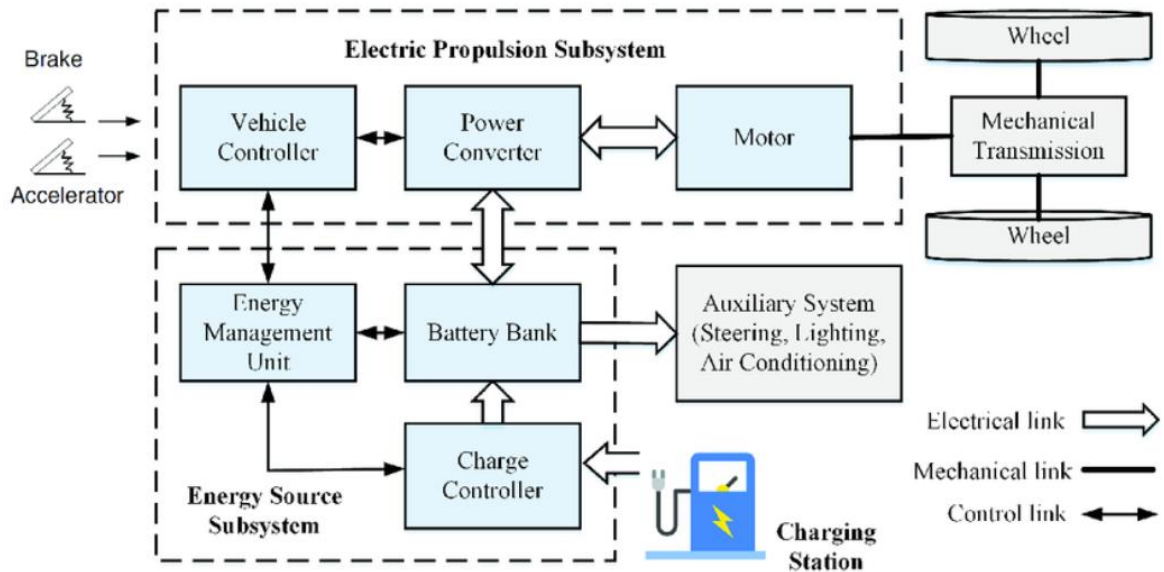 Electric Propulsion Subsystem
Brake
Accelerator
Vehicle
Controller
Power
Converter
Motor
Wheel
Mechanical
Transmission
Wheel
Energy
Management
Unit
Battery Bank
Auxiliary System
(Steering, Lighting,
Air Conditioning)
Charge
Controller
Energy Source
Subsystem
Charging
Station
Electrical link
Mechanical link
Control link